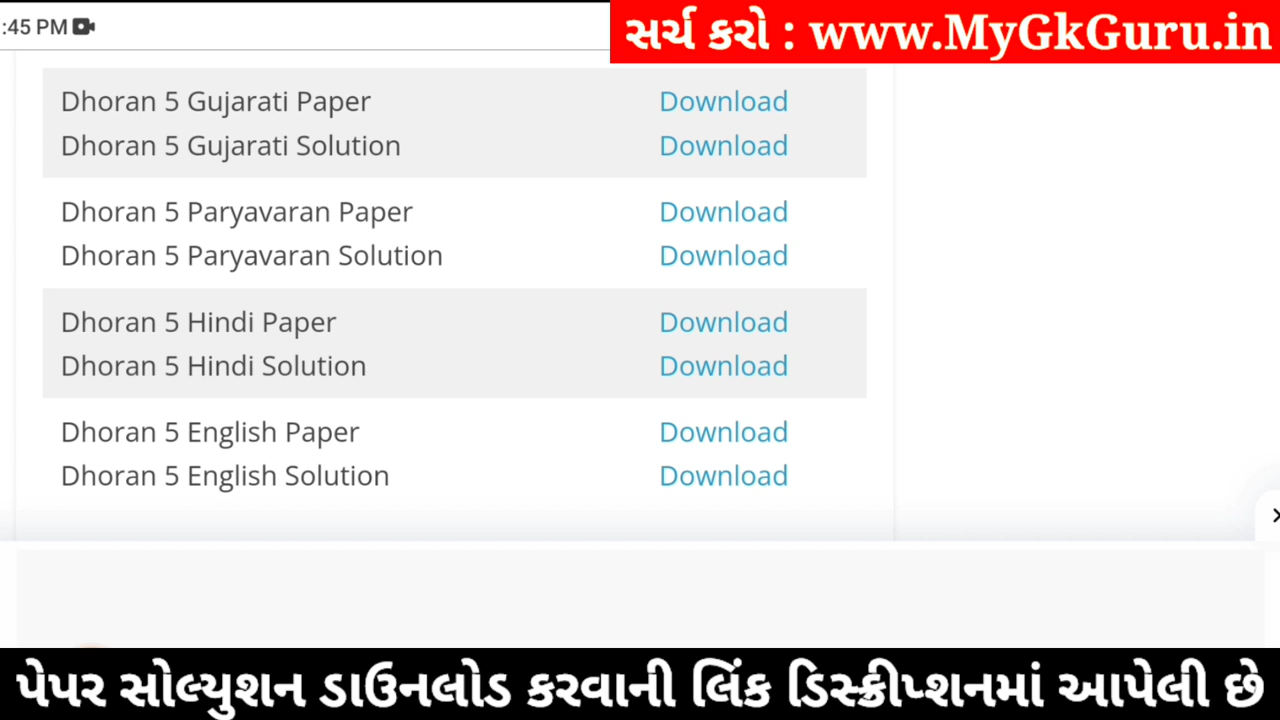 :45 PM
સર્ચ કરો : www.MyGkGuru.in
Dhoran 5 Gujarati Paper Download
Dhoran 5 Gujarati Solution Download
Dhoran 5 Paryavaran Paper Download
Dhoran 5 Paryavaran Solution Download
Dhoran 5 Hindi Paper Download
Dhoran 5 Hindi Solution Download
Dhoran 5 English Paper Download
Dhoran 5 English Solution Download
પેપર સોલ્યુશન ડાઉનલોડ કરવાની લિંક ડિસ્ક્રીપ્શનમાં આપેલી છે